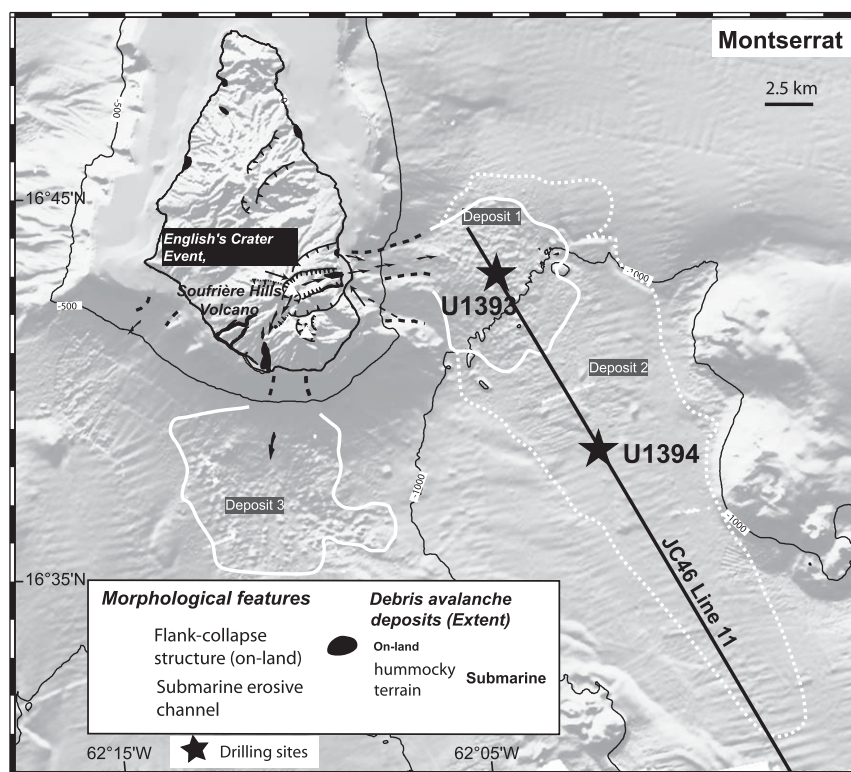 Montserrat
2.5 km
-500
16°45'N
Deposit 1
English's Crater
Event,
-1000
Soufrière Hills
Volcano
U1393
-500
Deposit 2
U1394
-1000
Deposit 3
-1000
JC46 Line 11
16°35'N
Morphological features
Flank-collapse
structure (on-land)
Submarine erosive
channel
Debris avalanche
deposits (Extent)
On-land
hummocky
terrain
Submarine
62°15'W
62°05'W
Drilling sites